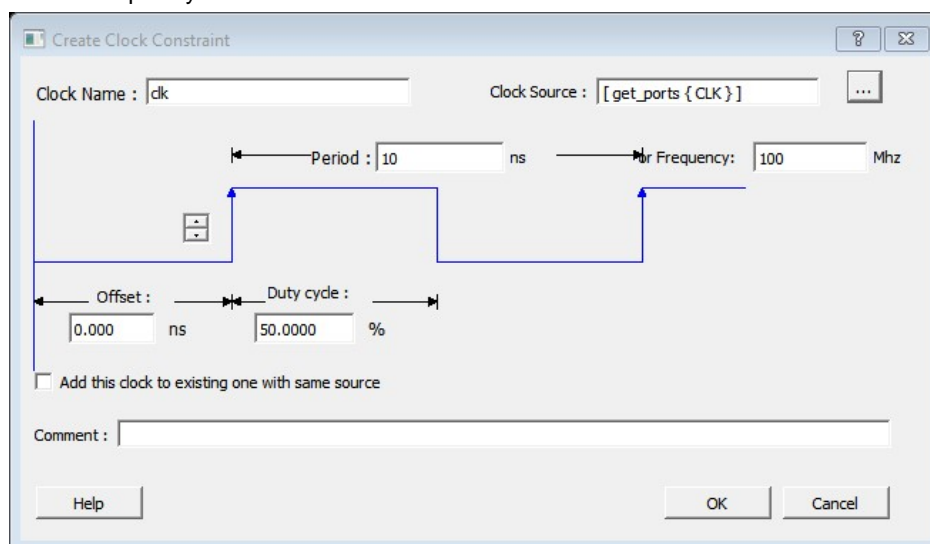 Create Clock Constraint
Clock Name : clk
Clock Source : [ get_ports { CLK } ] ...
Period : 10 ns or Frequency: 100 Mhz
Offset : Duty cycle :
0.000 ns 50.0000 %
Add this clock to existing one with same source
Comment :
Help OK Cancel